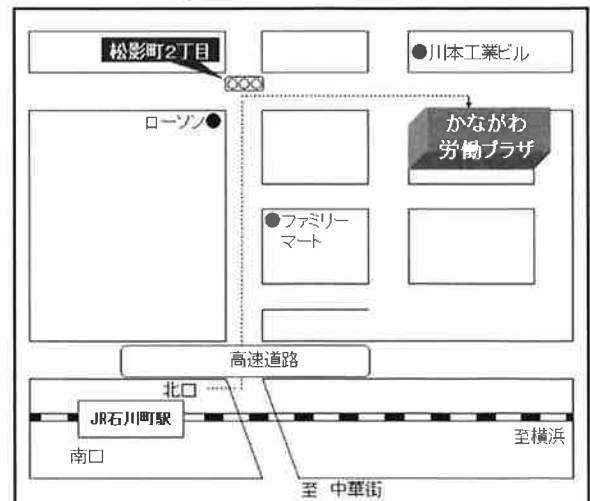 松影町2丁目
●川本工業ビル
ローソン●
かながわ
労働プラザ
●ファミリー
マート
高速道路
北口
JR石川町駅
至横浜
南口
至 中華街